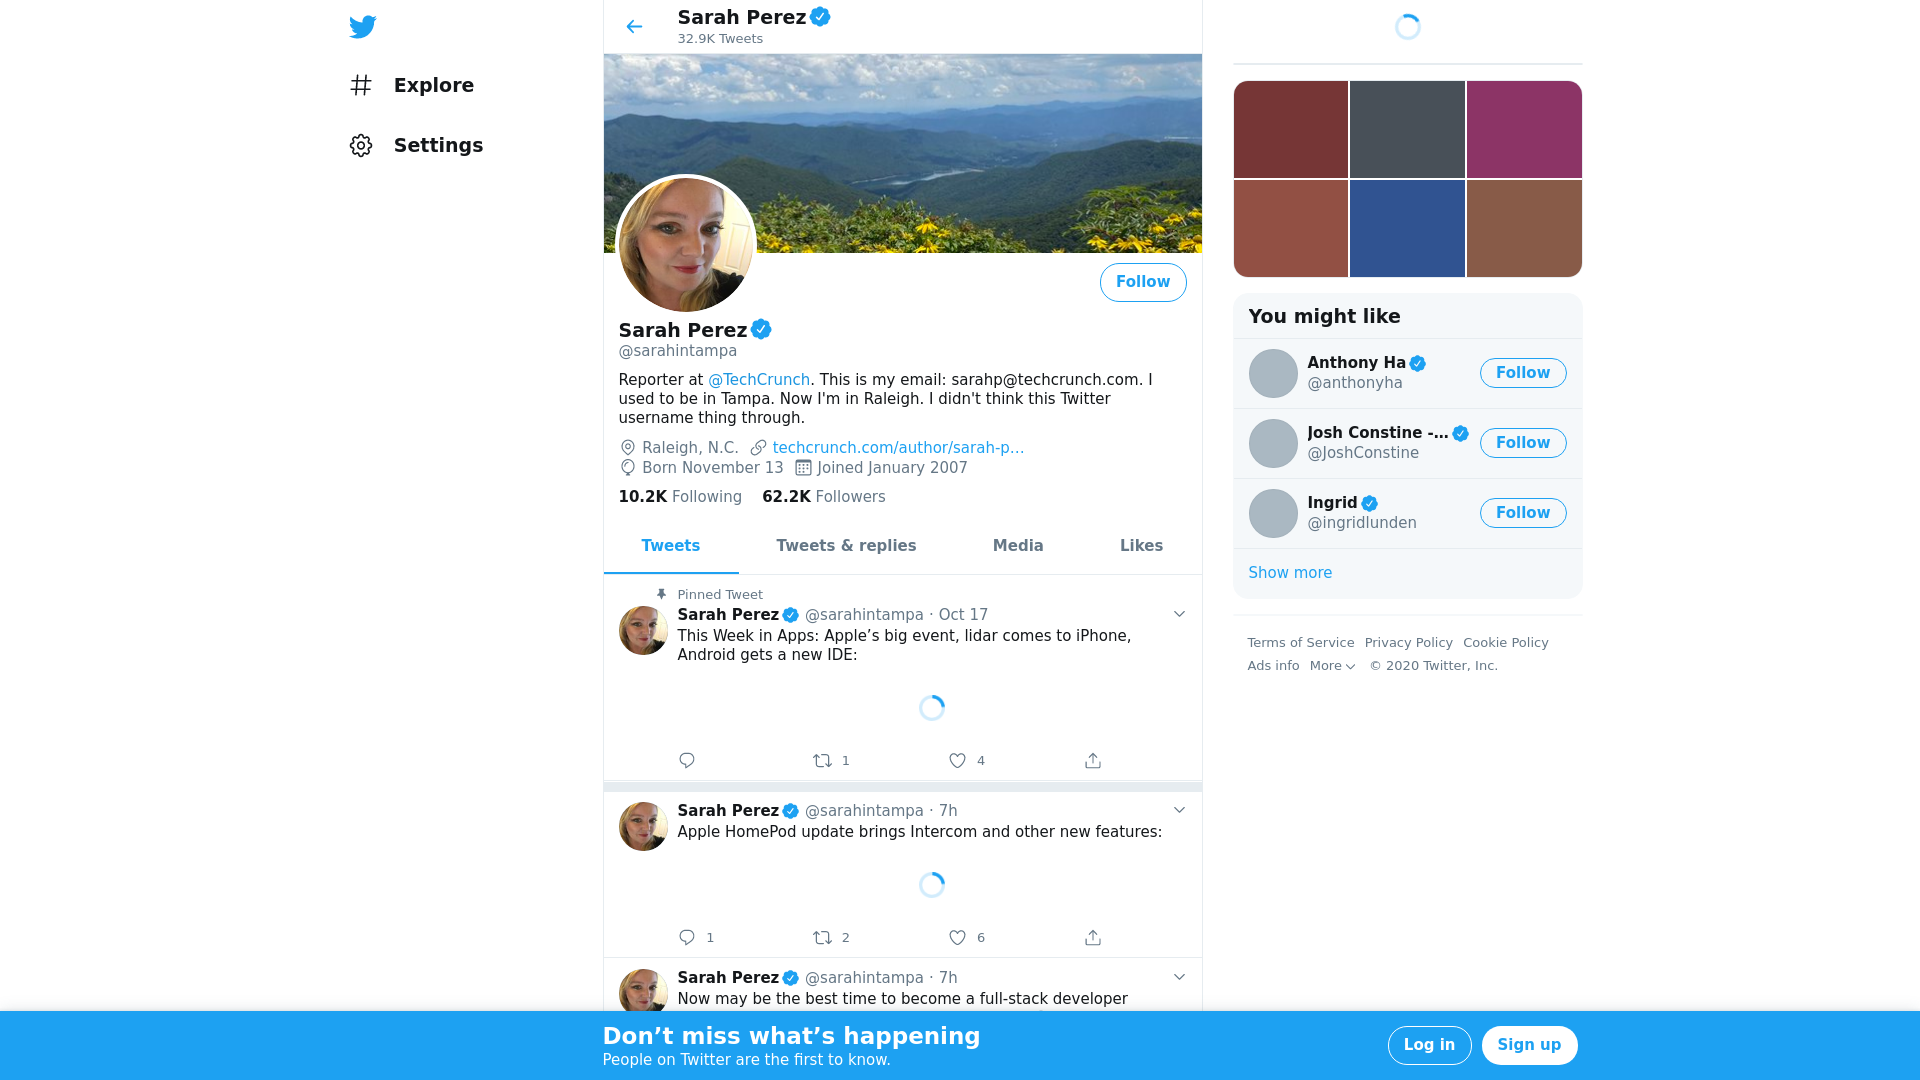 Explore
Settings
Sarah Perez
32.9K Tweets
Follow
Sarah Perez
@sarahintampa
Reporter at @TechCrunch. This is my email: sarahp@techcrunch.com. I
used to be in Tampa. Now I'm in Raleigh. I didn't think this Twitter
username thing through.
Raleigh, N.C. techcrunch.com/author/sarah-p…
Born November 13 Joined January 2007
10.2K Following 62.2K Followers
Tweets Tweets & replies Media Likes
Pinned Tweet
Sarah Perez @sarahintampa · Oct 17
This Week in Apps: Apple’s big event, lidar comes to iPhone,
Android gets a new IDE:
1 4
Sarah Perez @sarahintampa · 7h
Apple HomePod update brings Intercom and other new features:
1 2 6
Sarah Perez @sarahintampa · 7h
Now may be the best time to become a full-stack developer
You might like
Anthony Ha
@anthonyha
Follow
Josh Constine -…
@JoshConstine
Follow
Ingrid
@ingridlunden
Follow
Show more
Terms of Service Privacy Policy Cookie Policy
Ads info More © 2020 Twitter, Inc.
Don’t miss what’s happening
People on Twitter are the first to know.
Log in Sign up